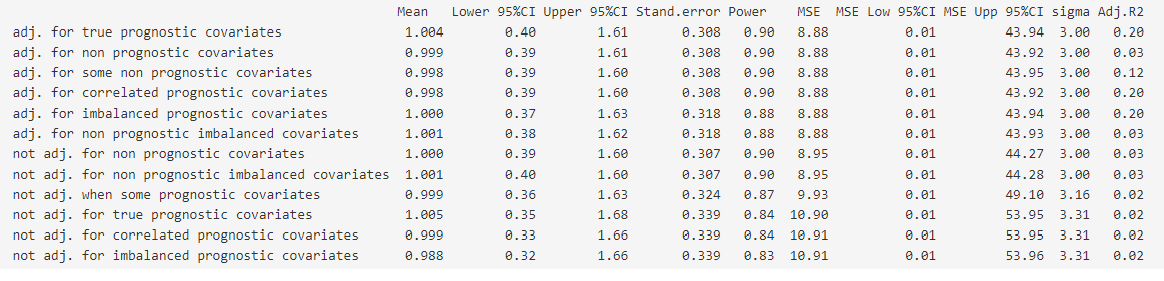 Mean Lower 95%CI Upper 95%CI Stand.error Power MSE MSE Low 95%CI MSE Upp 95%CI sigma Adj.R2
adj. for true prognostic covariates 1.004 0.40 1.61 0.308 0.90 8.88 0.01 43.94 3.00 0.20
adj. for non prognostic covariates 0.999 0.39 1.61 0.308 0.90 8.88 0.01 43.92 3.00 0.03
adj. for some non prognostic covariates 0.998 0.39 1.60 0.308 0.90 8.88 0.01 43.95 3.00 0.12
adj. for correlated prognostic covariates 0.998 0.39 1.60 0.308 0.90 8.88 0.01 43.92 3.00 0.20
adj. for imbalanced prognostic covariates 1.000 0.37 1.63 0.318 0.88 8.88 0.01 43.94 3.00 0.20
adj. for non prognostic imbalanced covariates 1.001 0.38 1.62 0.318 0.88 8.88 0.01 43.93 3.00 0.03
not adj. for non prognostic covariates 1.000 0.39 1.60 0.307 0.90 8.95 0.01 44.27 3.00 0.03
not adj. for non prognostic imbalanced covariates 1.001 0.40 1.60 0.307 0.90 8.95 0.01 44.28 3.00 0.03
not adj. when some prognostic covariates 0.999 0.36 1.63 0.324 0.87 9.93 0.01 49.10 3.16 0.02
not adj. for true prognostic covariates 1.005 0.35 1.68 0.339 0.84 10.90 0.01 53.95 3.31 0.02
not adj. for correlated prognostic covariates 0.999 0.33 1.66 0.339 0.84 10.91 0.01 53.95 3.31 0.02
not adj. for imbalanced prognostic covariates 0.988 0.32 1.66 0.339 0.83 10.91 0.01 53.96 3.31 0.02